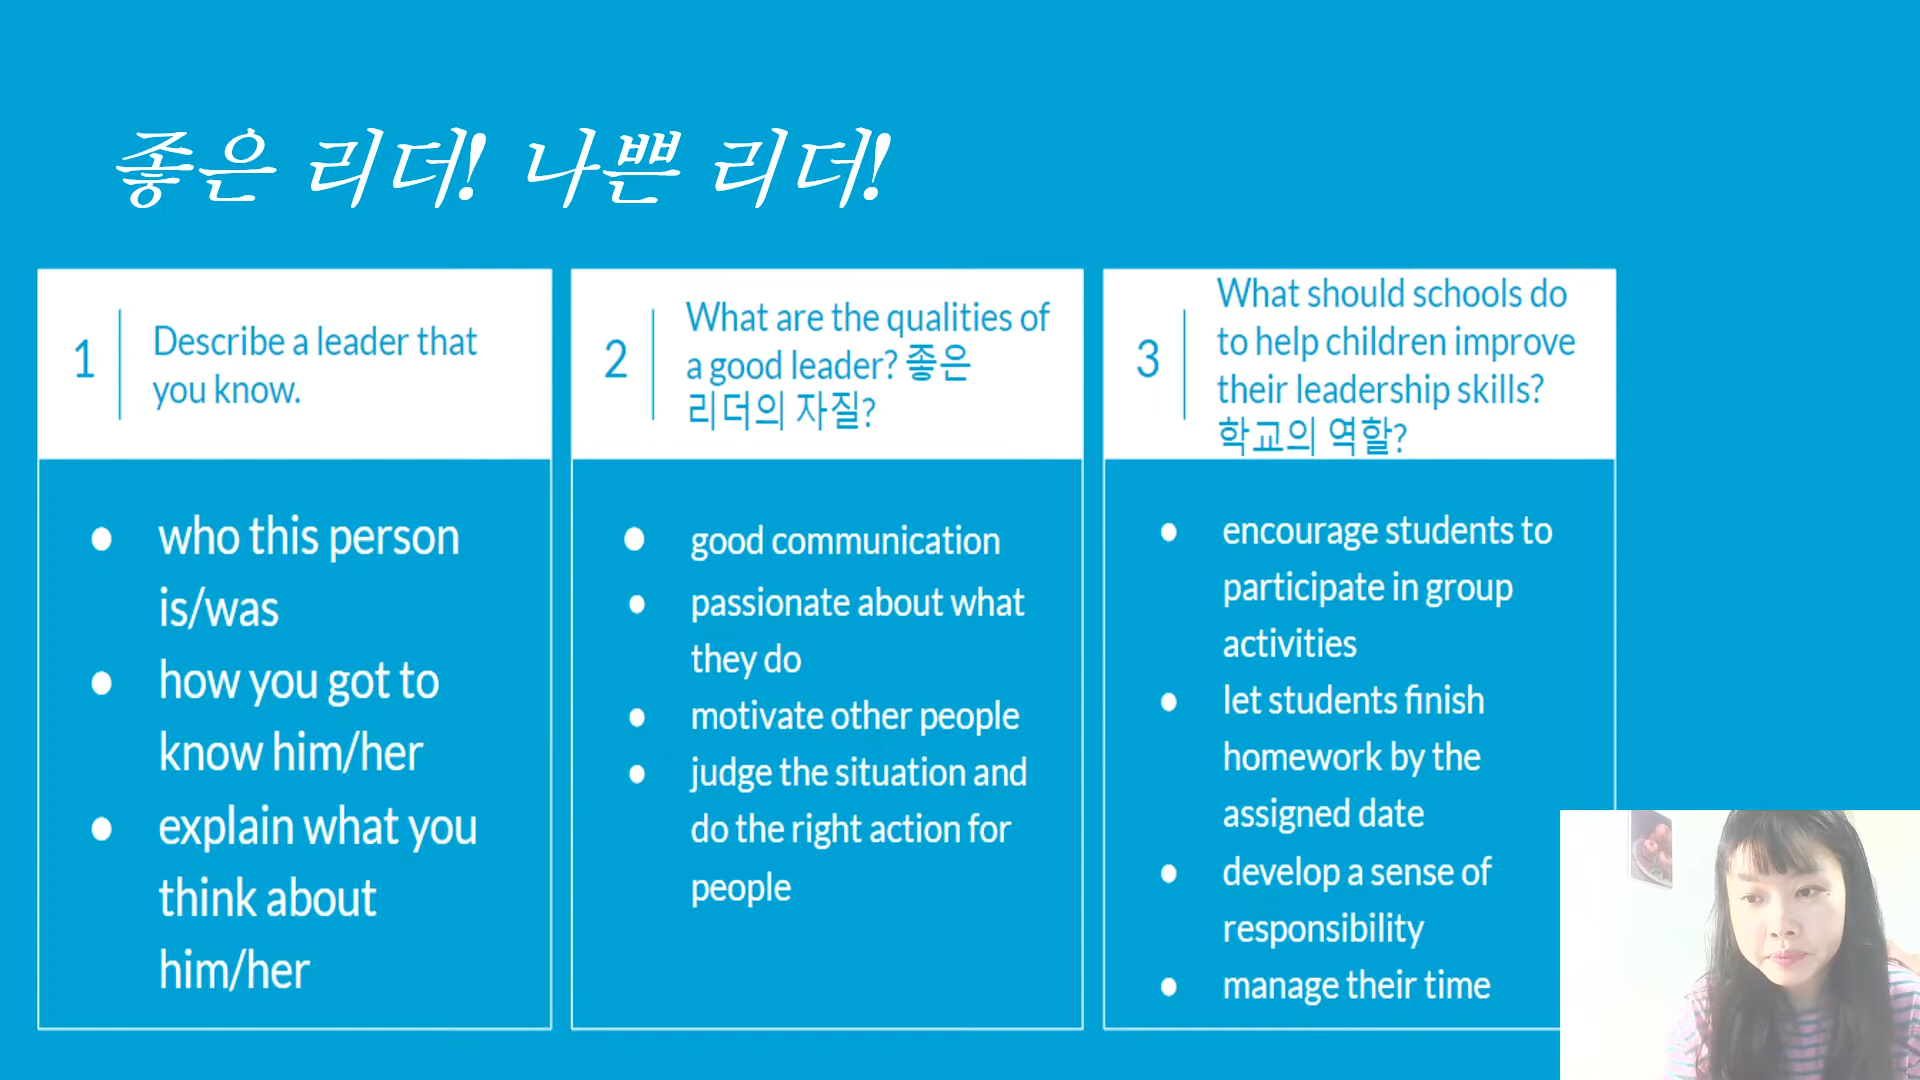 좋은 리더! 나쁜 리더!
1
Describe a leader that
you know.
who this person
is/was
how you got to
know him/her
explain what you
think about
him/her
2
What are the qualities of
a good leader? 좋은
리더의 자질?
good communication
passionate about what
they do
motivate other people
judge the situation and
do the right action for
people
3
What should schools do
to help children improve
their leadership skills?
학교의 역할?
encourage students to
participate in group
activities
let students finish
homework by the
assigned date
develop a sense of
responsibility
manage their time